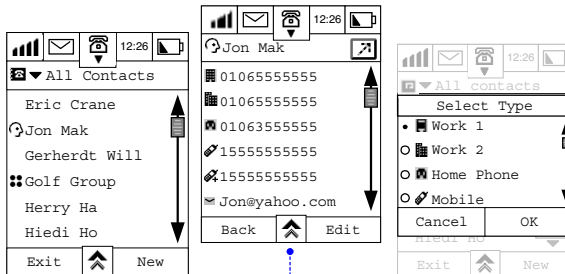 12:26
All Contacts
Eric Crane
Jon Mak
Gerherdt Will
Golf Group
Herry Ha
Hiedi Ho
Exit New
12:26
Jon Mak
01065555555
01065555555
01063555555
15555555555
15555555555
Jon@yahoo.com
Back Edit
12:26
All contacts
Select Type
Work 1
Work 2
Home Phone
Mobile
Cancel OK
Hiedi Ho
Exit New